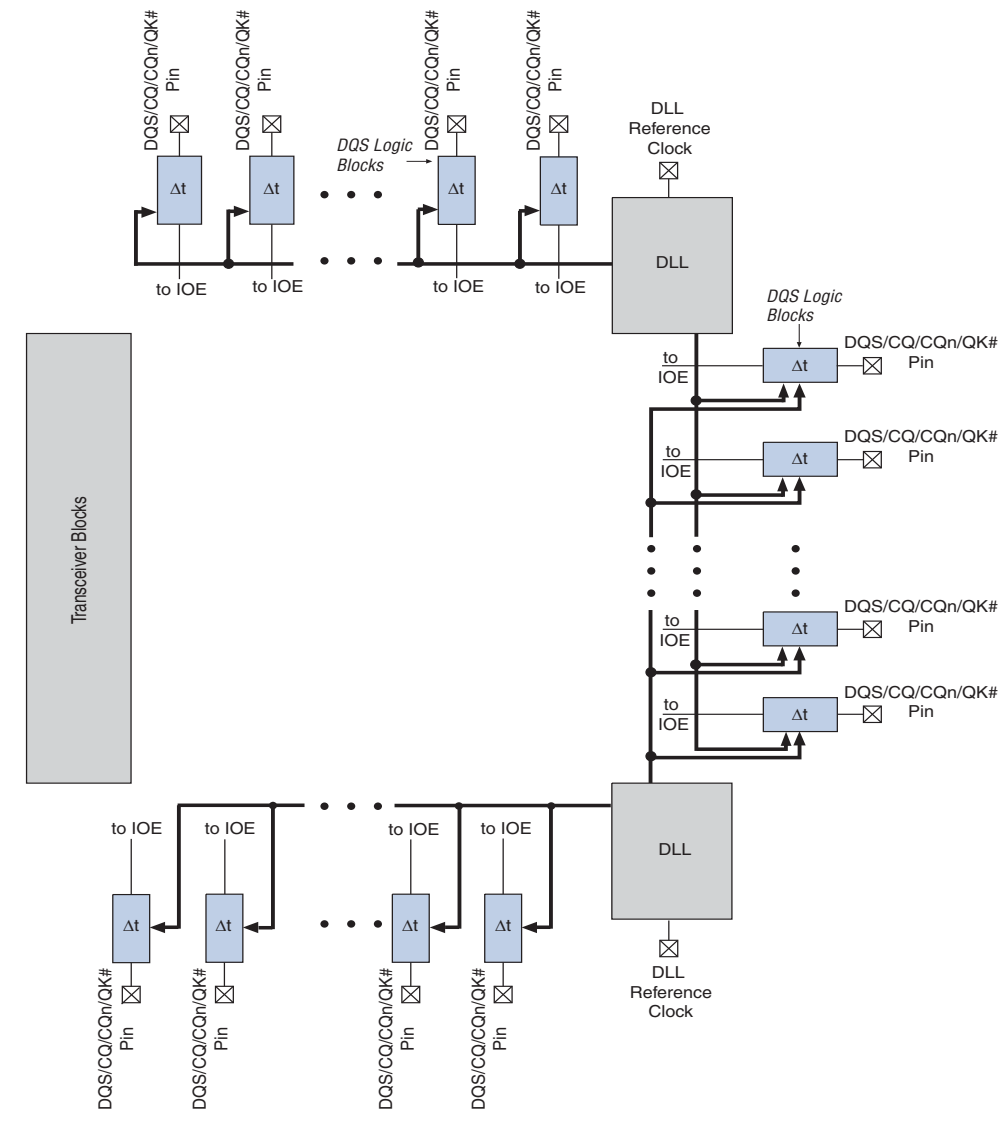 DQS/CQ/CQn/QK#
Pin
DQS/CQ/CQn/QK#
Pin
DQS/CQ/CQn/QK#
Pin
DQS/CQ/CQn/QK#
Pin
DQS Logic
Blocks
DLL
Reference
Clock
Δt
Δt
Δt
Δt
DLL
to IOE
to IOE
to IOE
to IOE
DQS Logic
Blocks
to
IOE
Δt
DQS/CQ/CQn/QK#
Pin
to
IOE
Δt
DQS/CQ/CQn/QK#
Pin
Transceiver Blocks
to
IOE
Δt
DQS/CQ/CQn/QK#
Pin
to
IOE
Δt
DQS/CQ/CQn/QK#
Pin
to IOE
to IOE
to IOE
to IOE
DLL
Δt
Δt
Δt
Δt
DQS/CQ/CQn/QK#
Pin
DQS/CQ/CQn/QK#
Pin
DQS/CQ/CQn/QK#
Pin
DQS/CQ/CQn/QK#
Pin
DLL
Reference
Clock